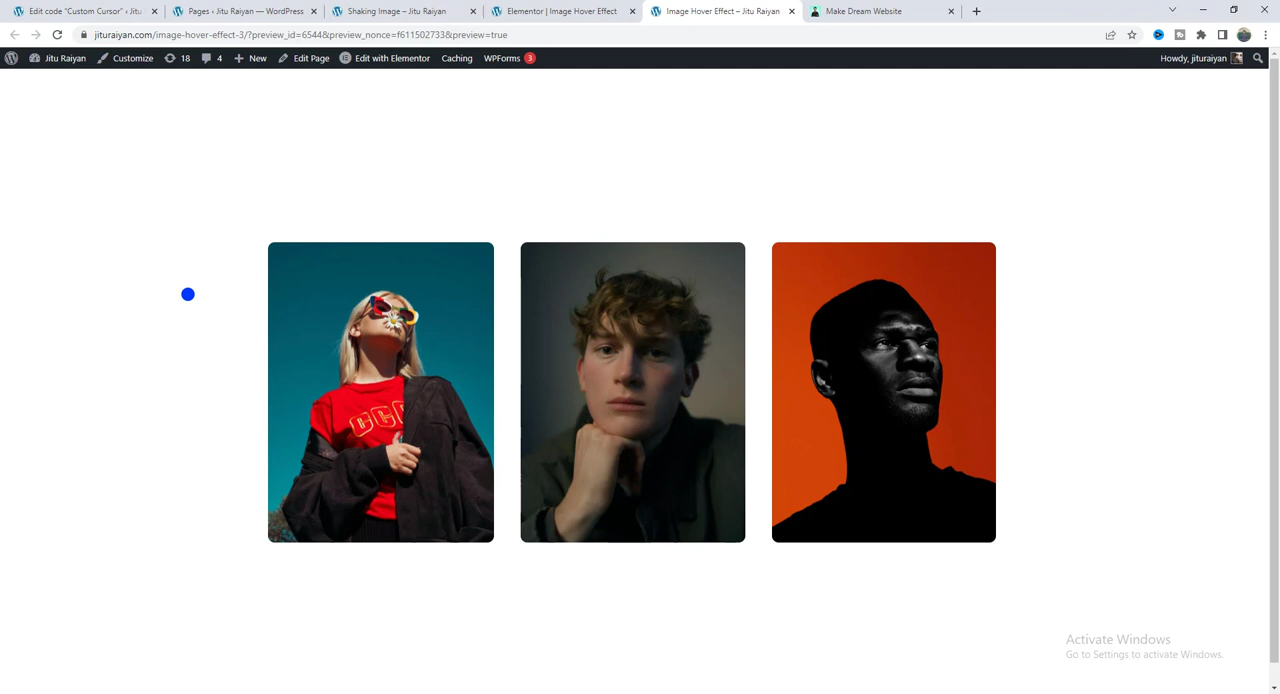 Edit code "Custom Cursor" ‹ Jitu
Pages ‹ Jitu Raiyan — WordPress
Shaking Image – Jitu Raiyan
Elementor | Image Hover Effect
Image Hover Effect – Jitu Raiyan
Make Dream Website
jituraiyan.com/image-hover-effect-3/?preview_id=6544&preview_nonce=f611502733&preview=true
Jitu Raiyan
Customize
18
4
New
Edit Page
Edit with Elementor
Caching
WPForms 3
Howdy, jituraiyan
Activate Windows
Go to Settings to activate Windows.